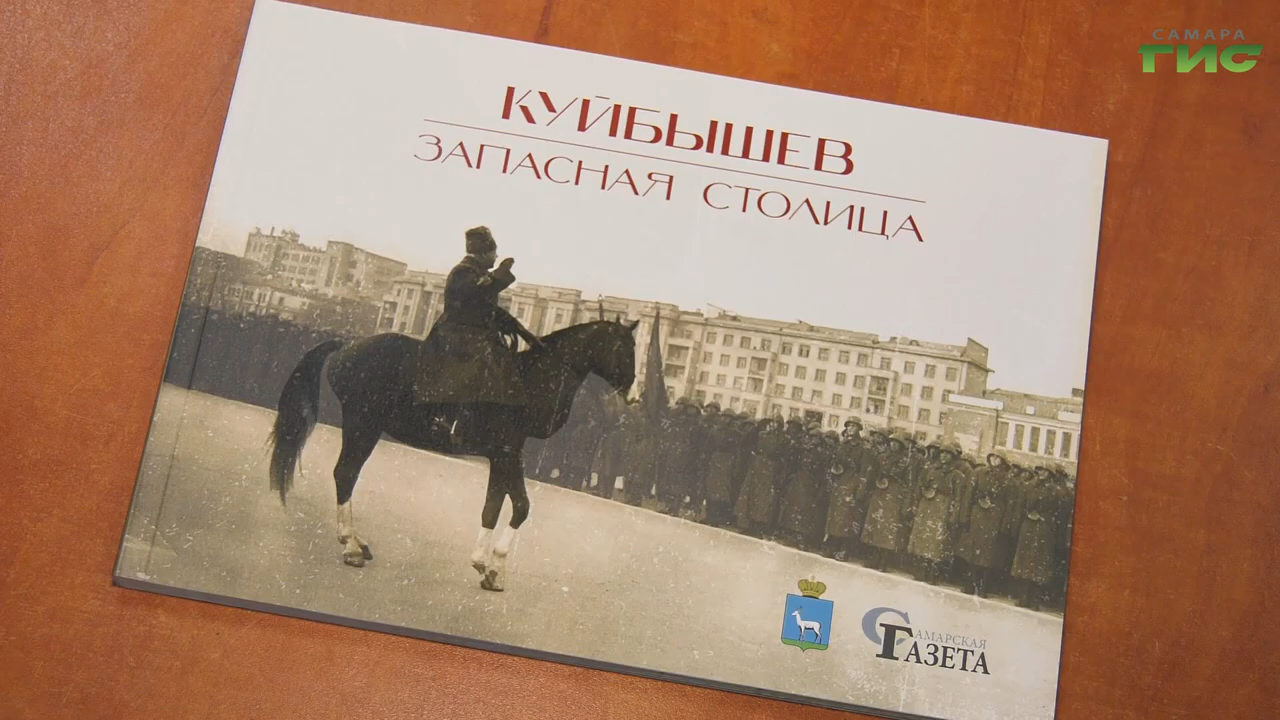 САМАРА
ГИС
КУЙБЫШЕВ
ЗАПАСНАЯ СТОЛИЦА
САМАРСКАЯ
ГАЗЕТА